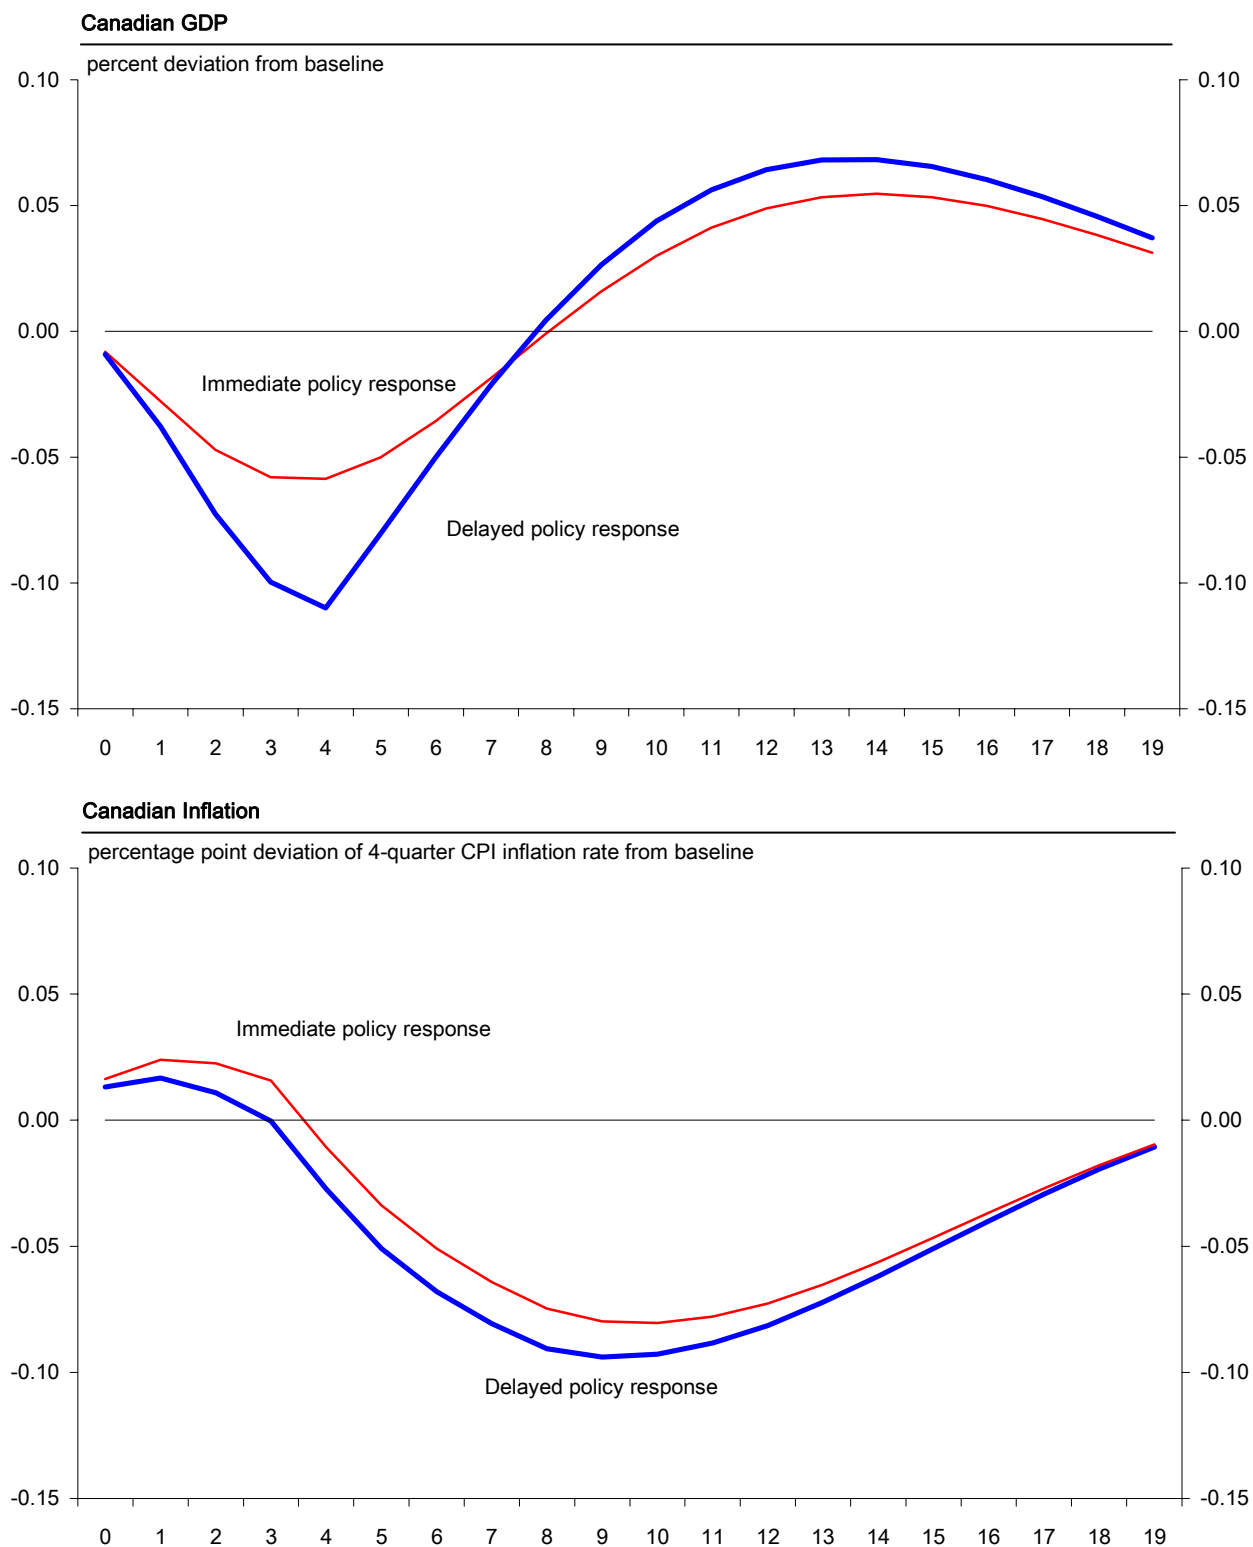 Canadian GDP
percent deviation from baseline
0.10 0.10
0.05 0.05
0.00 0.00
Immediate policy response
-0.05 -0.05
Delayed policy response
-0.10 -0.10
-0.15 -0.15
0 1 2 3 4 5 6 7 8 9 10 11 12 13 14 15 16 17 18 19
Canadian Inflation
percentage point deviation of 4-quarter CPI inflation rate from baseline
0.10 0.10
0.05 0.05
Immediate policy response
0.00 0.00
-0.05 -0.05
-0.10 -0.10
Delayed policy response
-0.15 -0.15
0 1 2 3 4 5 6 7 8 9 10 11 12 13 14 15 16 17 18 19